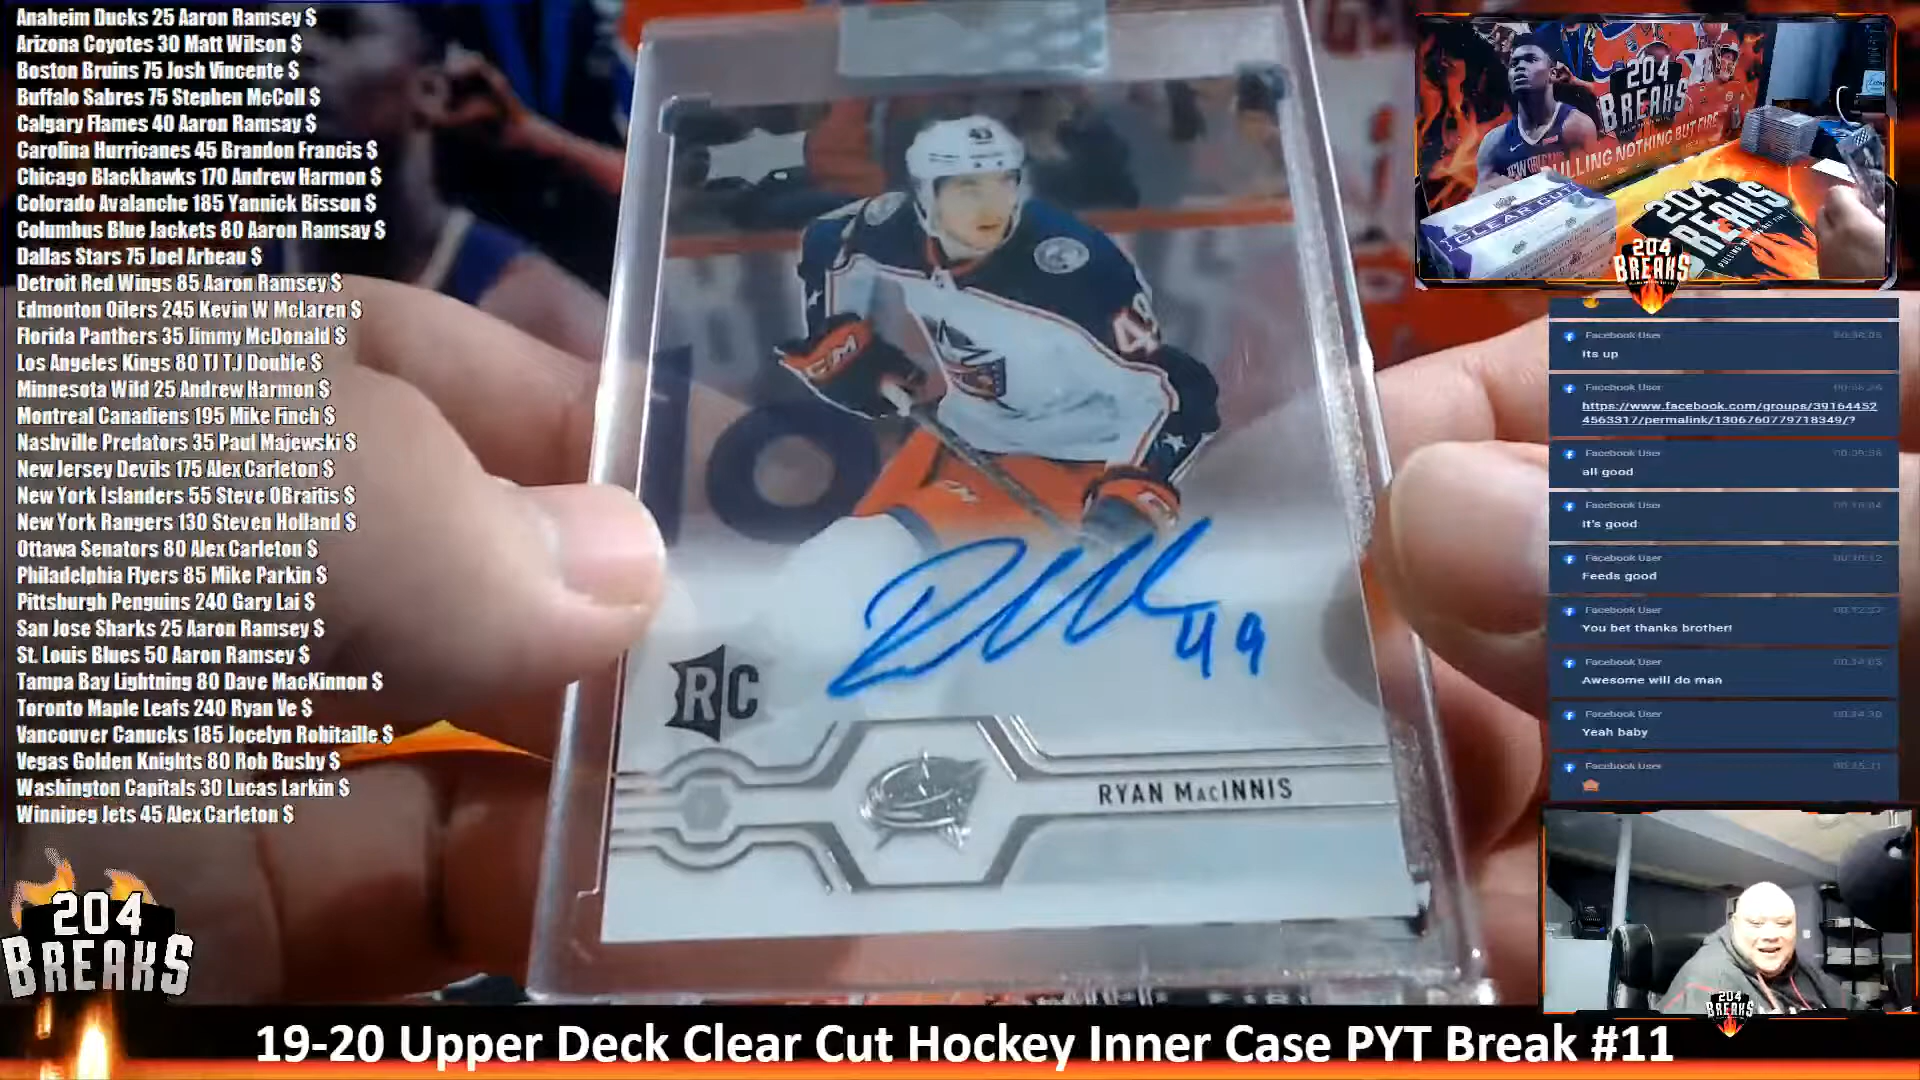 Anaheim Ducks 25 Aaron Ramsey $
Arizona Coyotes 30 Matt Wilson $
Boston Bruins 75 Josh Vincente $
Buffalo Sabres 75 Stephen McColl $
Calgary Flames 40 Aaron Ramsay $
Carolina Hurricanes 45 Brandon Francis $
Chicago Blackhawks 170 Andrew Harmon $
Colorado Avalanche 185 Yannick Bisson $
Columbus Blue Jackets 80 Aaron Ramsay $
Dallas Stars 75 Joel Arbeau $
Detroit Red Wings 85 Aaron Ramsey $
Edmonton Oilers 245 Kevin W McLaren $
Florida Panthers 35 Jimmy McDonald $
Los Angeles Kings 80 TJ T.J Double $
Minnesota Wild 25 Andrew Harmon $
Montreal Canadiens 195 Mike Finch $
Nashville Predators 35 Paul Majewski $
New Jersey Devils 175 Alex Carleton $
New York Islanders 55 Steve OBraitis $
New York Rangers 130 Steven Holland $
Ottawa Senators 80 Alex Carleton $
Philadelphia Flyers 85 Mike Parkin $
Pittsburgh Penguins 240 Gary Lai $
San Jose Sharks 25 Aaron Ramsey $
St. Louis Blues 50 Aaron Ramsey $
Tampa Bay Lightning 80 Dave MacKinnon $
Toronto Maple Leafs 240 Ryan Ve $
Vancouver Canucks 185 Jocelyn Robitaille $
Vegas Golden Knights 80 Rob Busby $
Washington Capitals 30 Lucas Larkin $
Winnipeg Jets 45 Alex Carleton $
204
BREAKS
49
RC
RYAN MACINNIS
204
BREAKS
PULLING NOTHING BUT FIRE
CLEAR CUT
204
BREAKS
204
BREAKS
Facebook User
Its up
Facebook User
https://www.facebook.com/groups/39164452
4563317/permalink/1306760779718349/?
Facebook User
all good
Facebook User
It's good
Facebook User
Feeds good
Facebook User
You bet thanks brother!
Facebook User
Awesome will do man
Facebook User
Yeah baby
Facebook User
204
BREAKS
19-20 Upper Deck Clear Cut Hockey Inner Case PYT Break #11